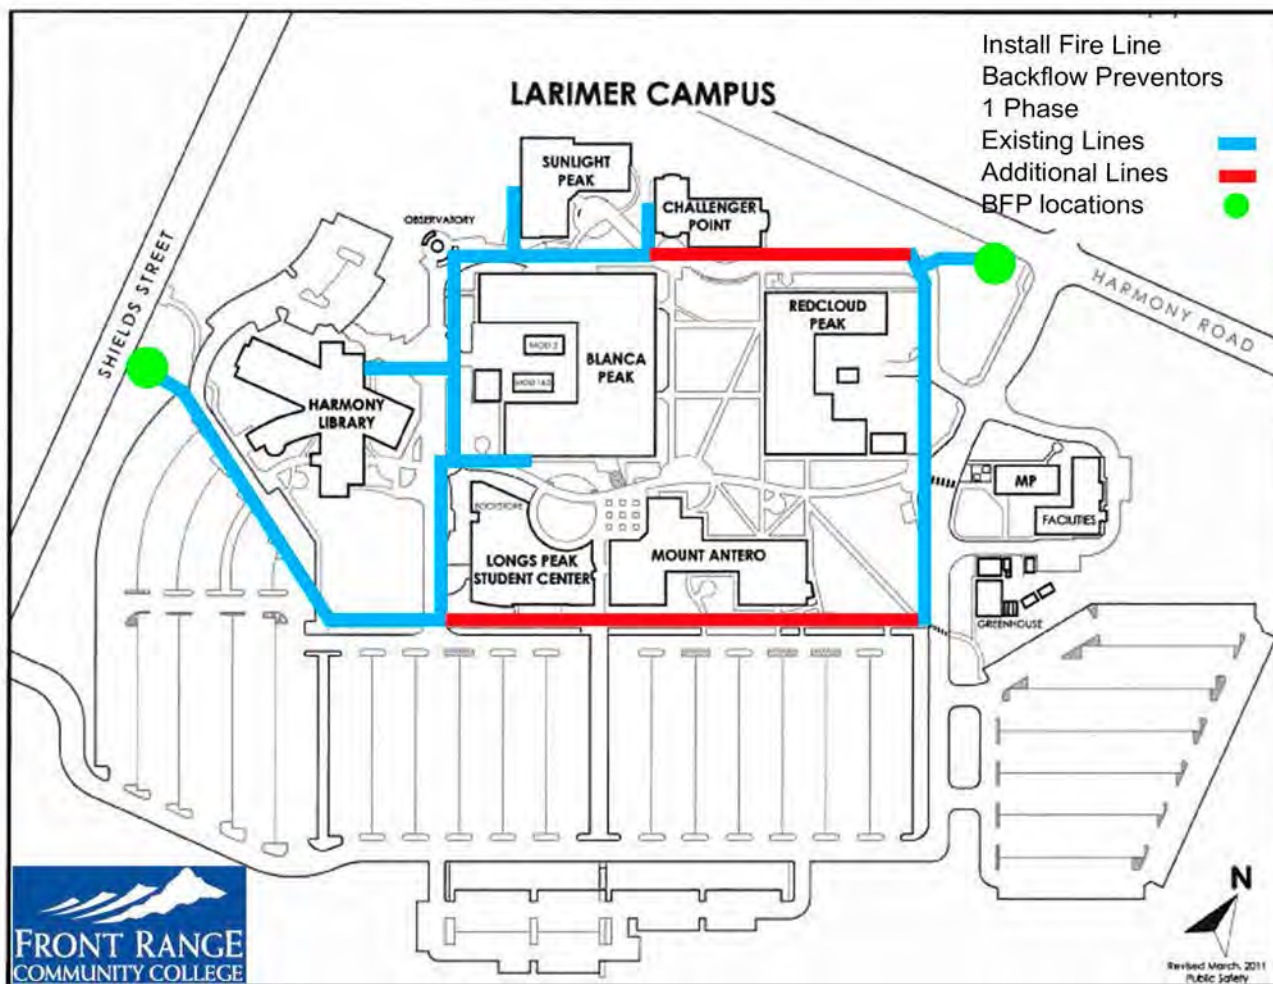 Install Fire Line
Backflow Preventors
1 Phase
Existing Lines
Additional Lines
BFP locations
LARIMER CAMPUS
SUNLIGHT
PEAK
CHALLENGER
POINT
OBSERVATORY
SHIELDS STREET
HARMONY ROAD
REDCLOUD
PEAK
MOD 2
BLANCA
PEAK
HARMONY
LIBRARY
MP
FACILITIES
BOOKSTORE
LONGS PEAK
STUDENT CENTER
MOUNT ANTERO
GREENHOUSE
N
FRONT RANGE
COMMUNITY COLLEGE
Revised March, 2011
Public Safety